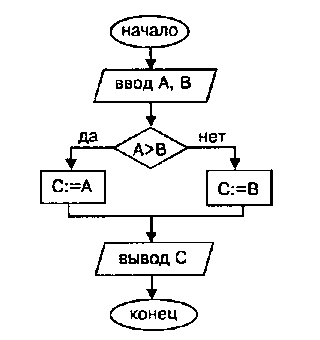 начало
ввод A, B
да
A>B
нет
C:=A
C:=B
вывод C
конец